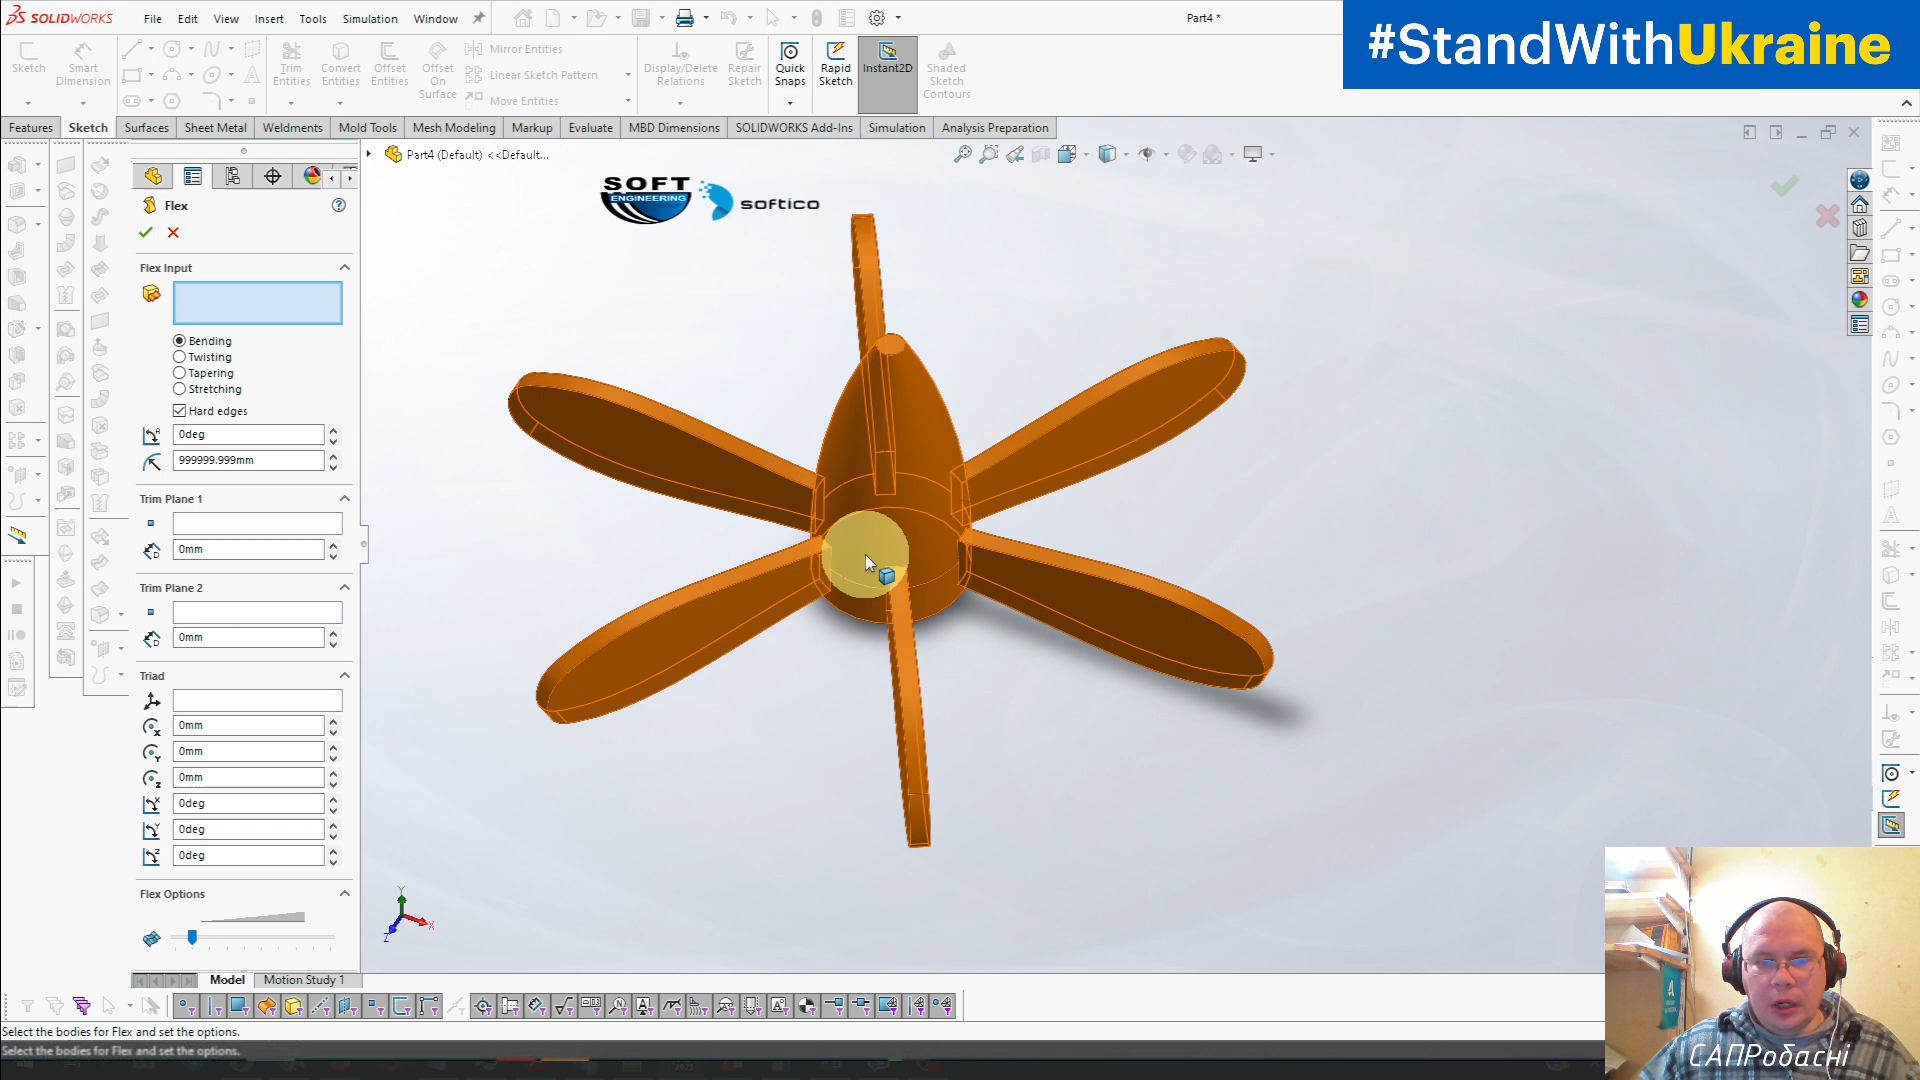 SOLIDWORKS
File Edit View Insert Tools Simulation Window
Part4 *
#StandWithUkraine
Sketch
Smart Dimension
Trim Entities
Convert Entities
Offset Entities
Offset On Surface
Mirror Entities
Linear Sketch Pattern
Move Entities
Display/Delete Relations
Repair Sketch
Quick Snaps
Rapid Sketch
Instant2D
Shaded Sketch Contours
Features Sketch Surfaces Sheet Metal Weldments Mold Tools Mesh Modeling Markup Evaluate MBD Dimensions SOLIDWORKS Add-Ins Simulation Analysis Preparation
Part4 (Default) <<Default...
SOFT
ENGINEERING
softico
Flex
Flex Input
Bending
Twisting
Tapering
Stretching
Hard edges
0deg
999999.999mm
Trim Plane 1
0mm
Trim Plane 2
0mm
Triad
0mm
0mm
0mm
0deg
0deg
0deg
Flex Options
Y
X
Z
Model Motion Study 1
Select the bodies for Flex and set the options.
Select the bodies for Flex and set the options.
САПРобасні